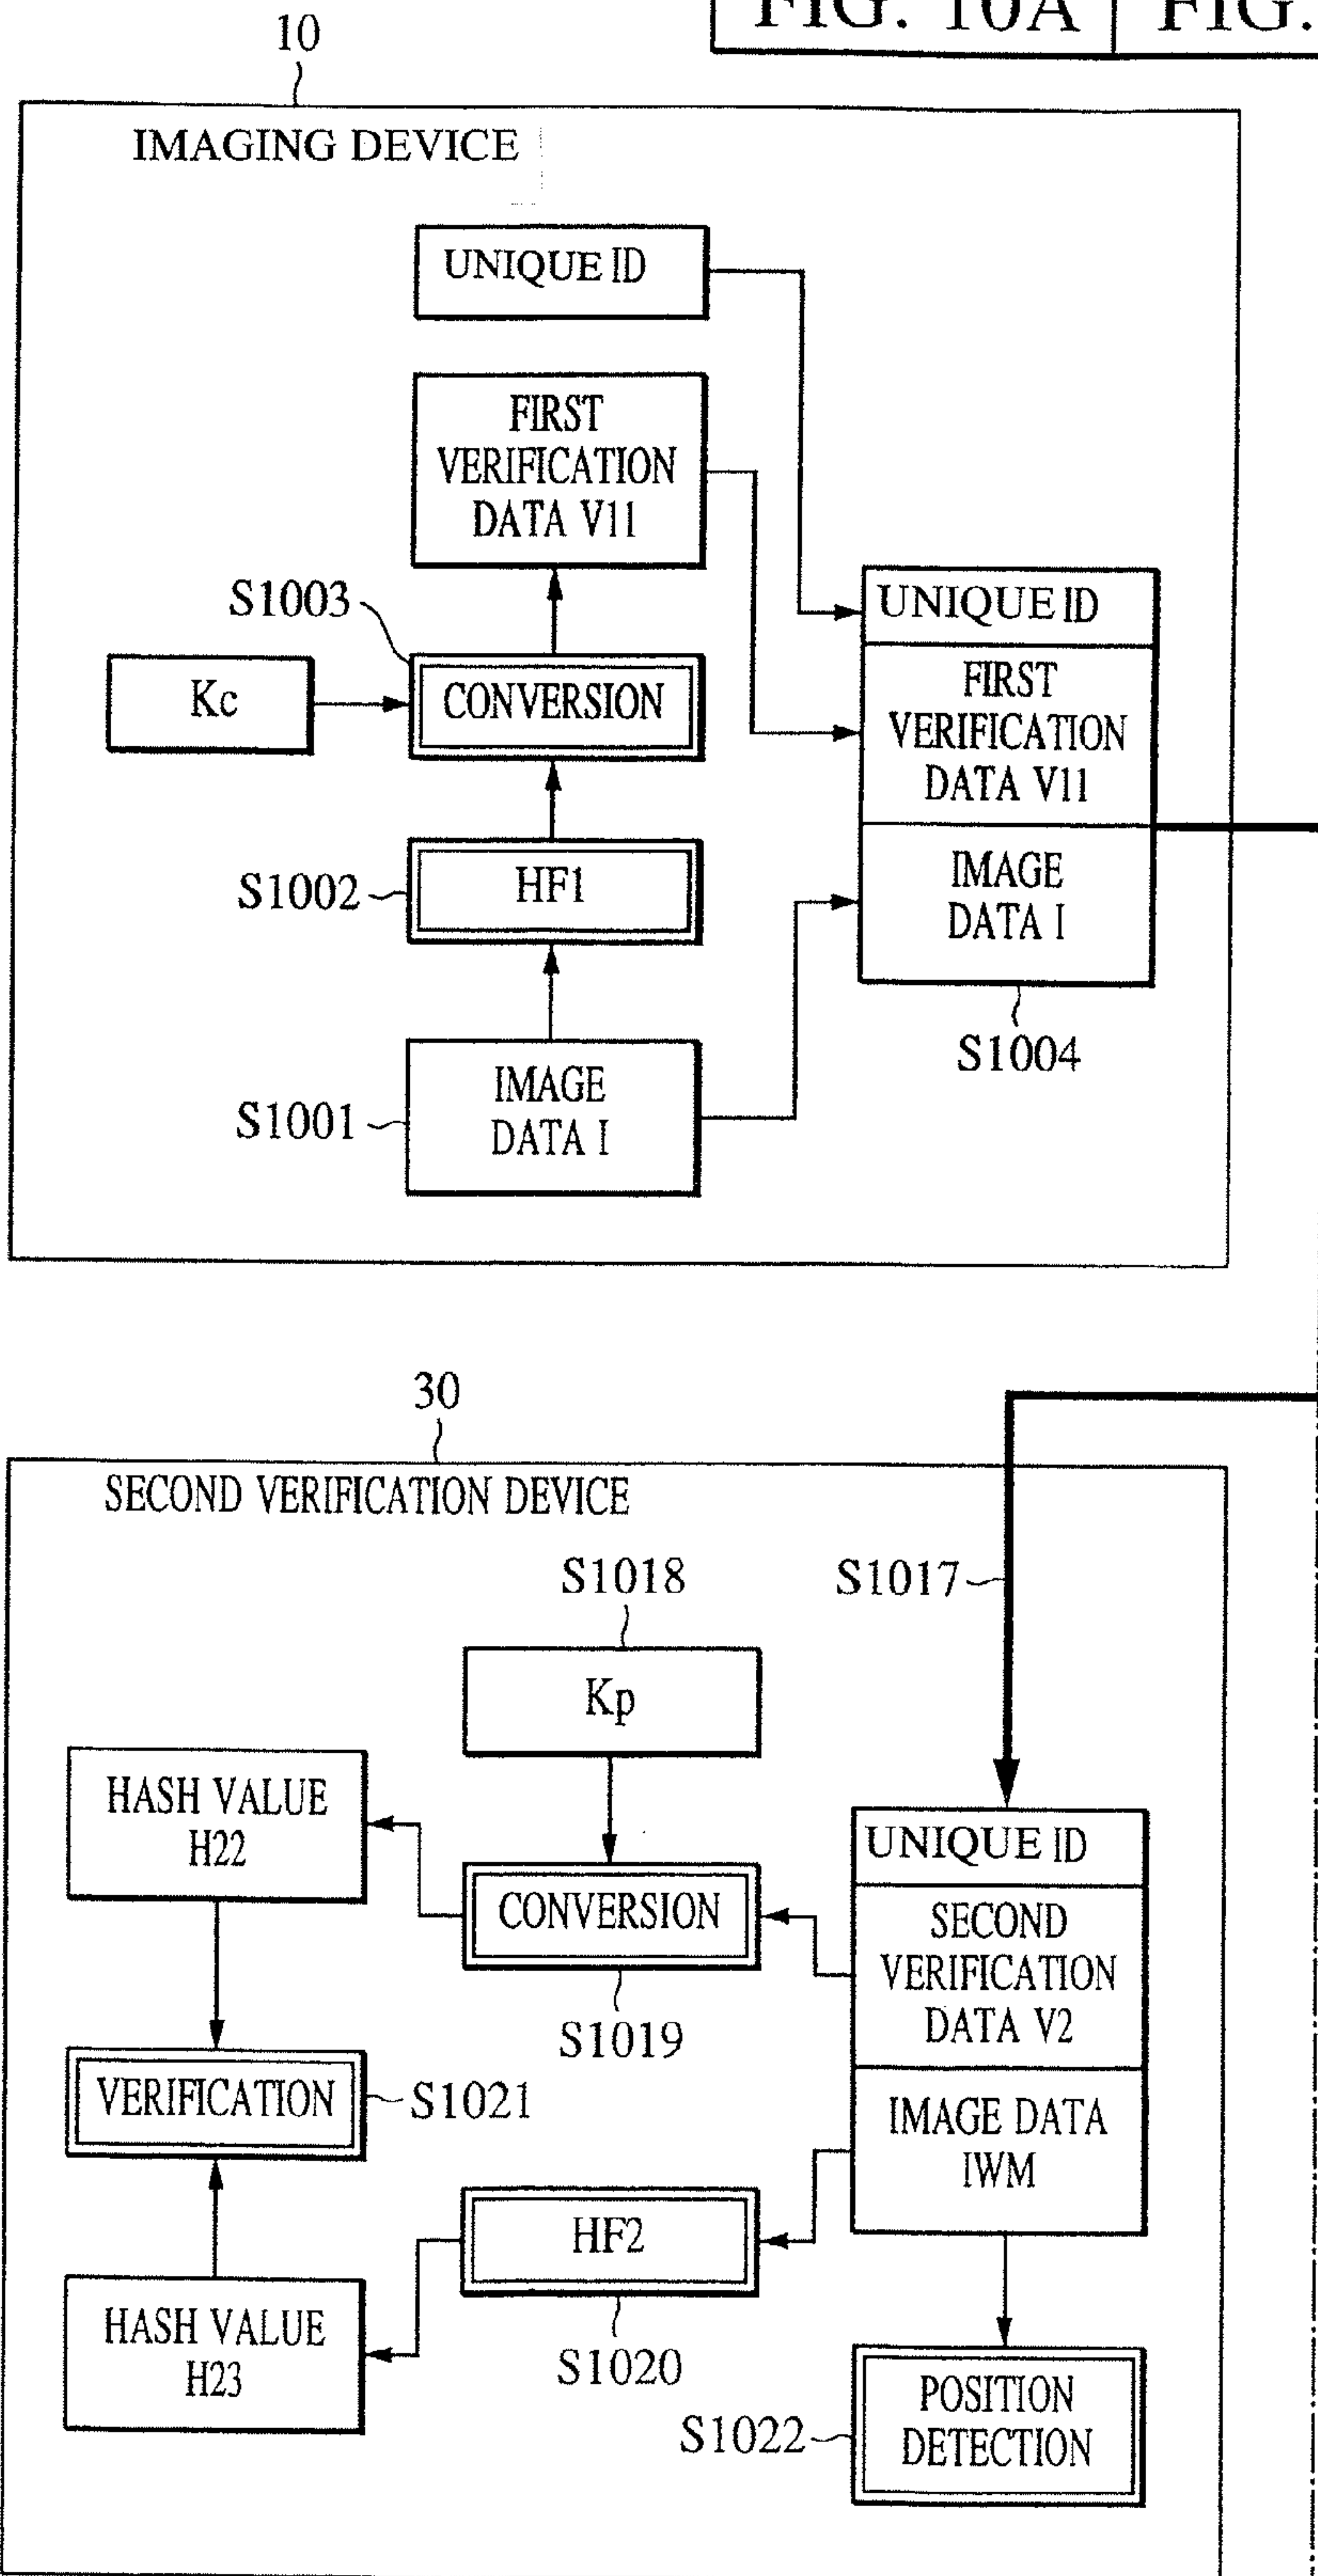 FIG. 10A FIG.
10
IMAGING DEVICE
UNIQUE ID
FIRST
VERIFICATION
DATA V11
S1003
Kc
CONVERSION
S1002
HF1
S1001
IMAGE
DATA I
UNIQUE ID
FIRST
VERIFICATION
DATA V11
IMAGE
DATA I
S1004
30
SECOND VERIFICATION DEVICE
S1018
S1017
Kp
HASH VALUE
H22
CONVERSION
S1019
UNIQUE ID
SECOND
VERIFICATION
DATA V2
IMAGE DATA
IWM
VERIFICATION
S1021
HF2
S1020
HASH VALUE
H23
S1022
POSITION
DETECTION